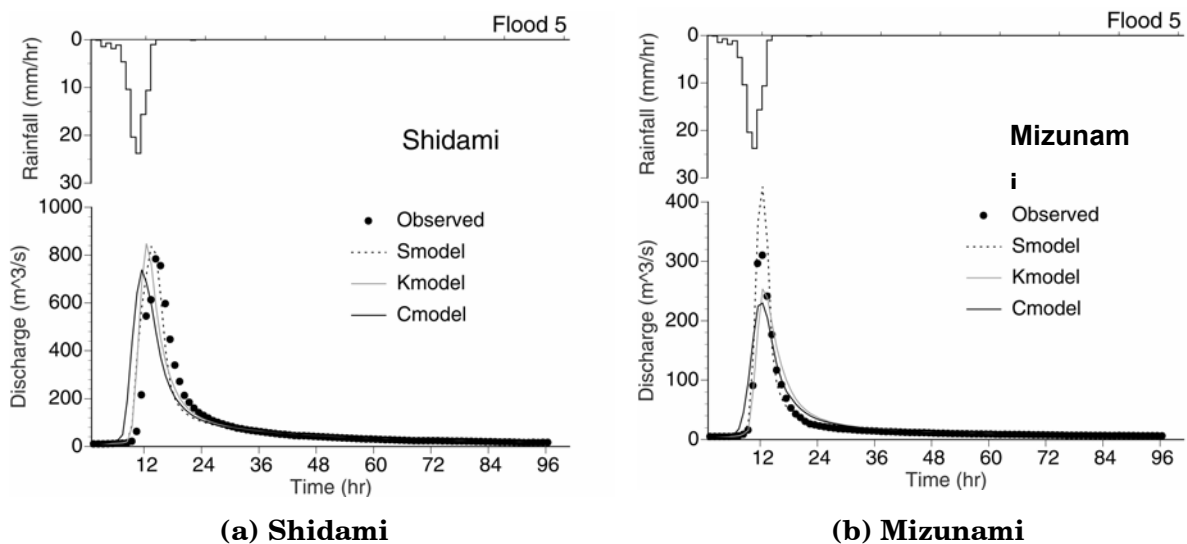 Flood 5
0
10
20
30
Rainfall (mm/hr)
Shidami
1000
800
600
400
200
0
Discharge (m^3/s)
Observed
Smodel
Kmodel
Cmodel
12 24 36 48 60 72 84 96
Time (hr)
(a) Shidami
Flood 5
0
10
20
30
Rainfall (mm/hr)
Mizunam
i
400
300
200
100
0
Discharge (m^3/s)
Observed
Smodel
Kmodel
Cmodel
12 24 36 48 60 72 84 96
Time (hr)
(b) Mizunami